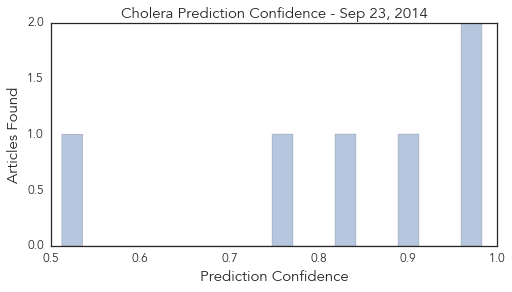 Cholera Prediction Confidence - Sep 23, 2014
2.0
1.5
1.0
0.5
0.0
Articles Found
0.5 0.6 0.7 0.8 0.9 1.0
Prediction Confidence